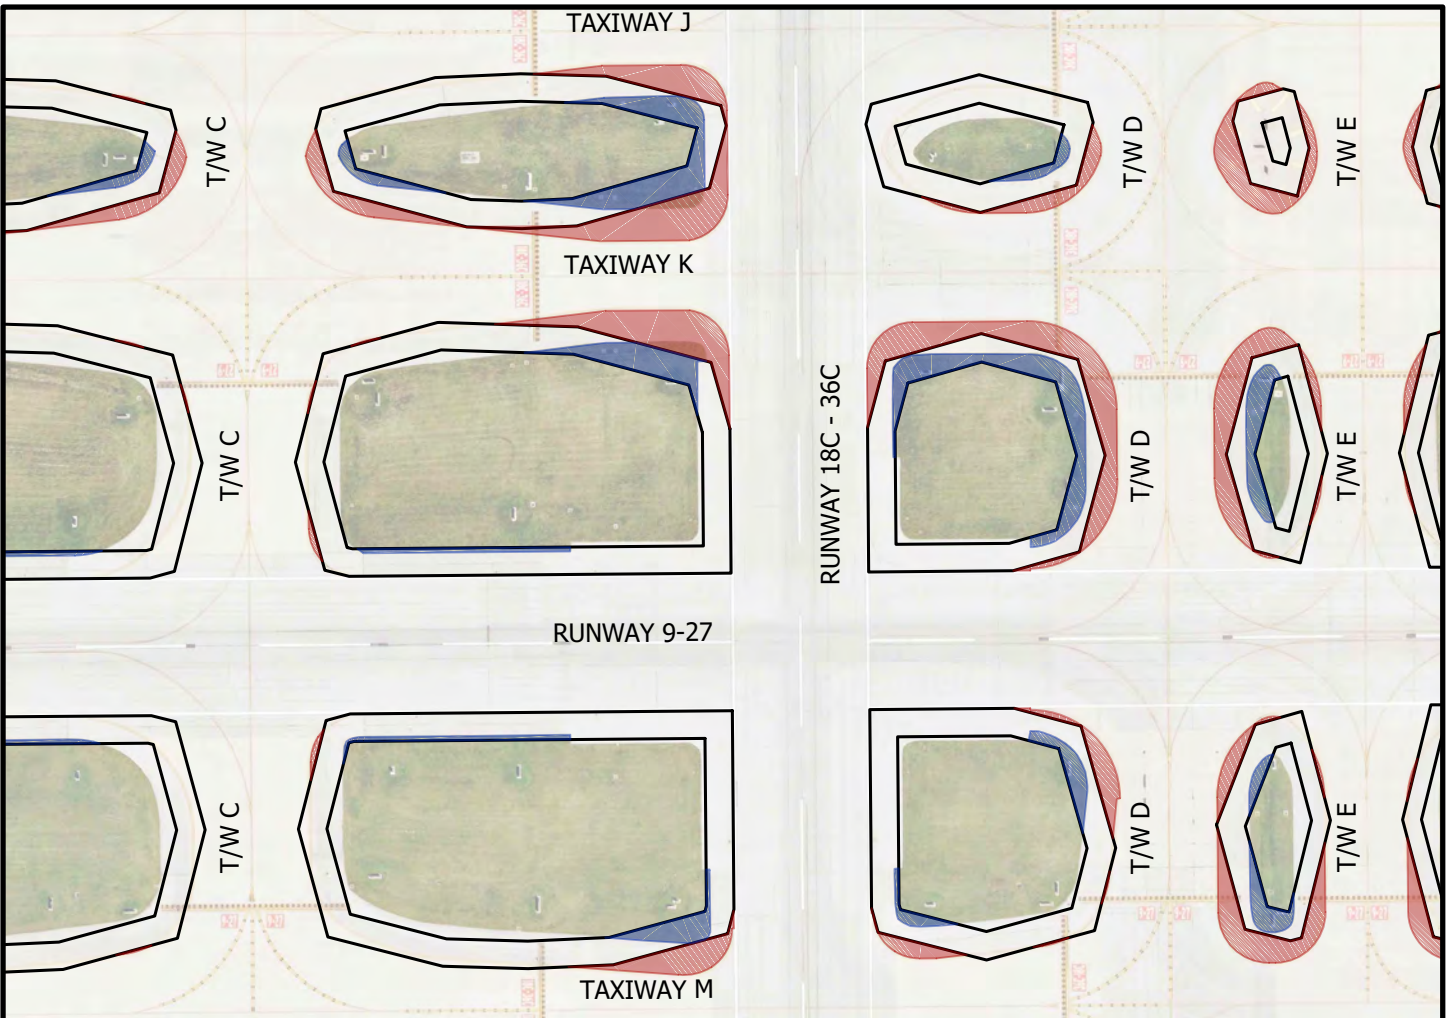 TAXIWAY J
T/W C
T/W D
T/W E
TAXIWAY K
RUNWAY 18C - 36C
T/W C
T/W D
T/W E
RUNWAY 9-27
T/W C
T/W D
T/W E
TAXIWAY M